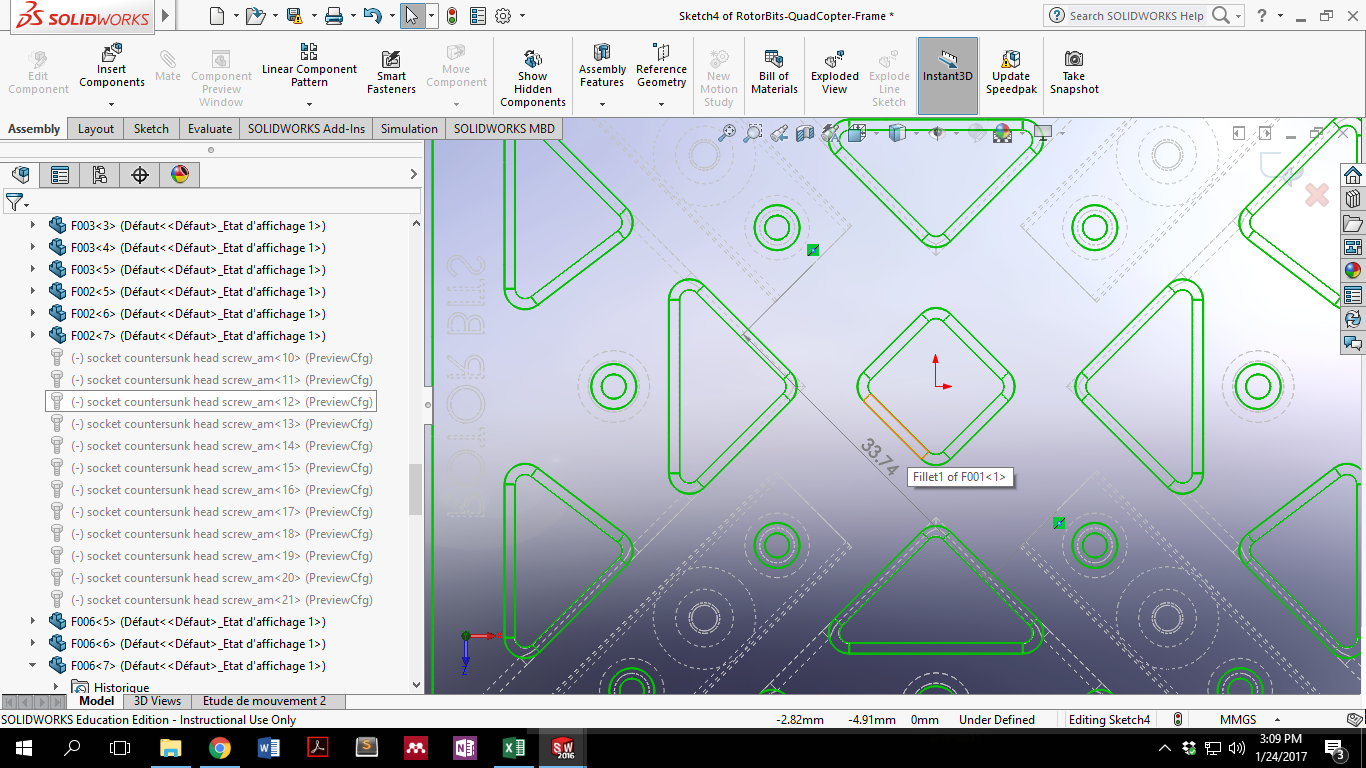 SOLIDWORKS
Sketch4 of RotorBits-QuadCopter-Frame *
Search SOLIDWORKS Help
Edit Component
Insert Components
Mate
Component Preview Window
Linear Component Pattern
Smart Fasteners
Move Component
Show Hidden Components
Assembly Features
Reference Geometry
New Motion Study
Bill of Materials
Exploded View
Explode Line Sketch
Instant3D
Update Speedpak
Take Snapshot
Assembly Layout Sketch Evaluate SOLIDWORKS Add-Ins Simulation SOLIDWORKS MBD
F003<3> (Défaut<<Défaut>_Etat d'affichage 1>)
F003<4> (Défaut<<Défaut>_Etat d'affichage 1>)
F003<5> (Défaut<<Défaut>_Etat d'affichage 1>)
F002<5> (Défaut<<Défaut>_Etat d'affichage 1>)
F002<6> (Défaut<<Défaut>_Etat d'affichage 1>)
F002<7> (Défaut<<Défaut>_Etat d'affichage 1>)
(-) socket countersunk head screw_am<10> (PreviewCfg)
(-) socket countersunk head screw_am<11> (PreviewCfg)
(-) socket countersunk head screw_am<12> (PreviewCfg)
(-) socket countersunk head screw_am<13> (PreviewCfg)
(-) socket countersunk head screw_am<14> (PreviewCfg)
(-) socket countersunk head screw_am<15> (PreviewCfg)
(-) socket countersunk head screw_am<16> (PreviewCfg)
(-) socket countersunk head screw_am<17> (PreviewCfg)
(-) socket countersunk head screw_am<18> (PreviewCfg)
(-) socket countersunk head screw_am<19> (PreviewCfg)
(-) socket countersunk head screw_am<20> (PreviewCfg)
(-) socket countersunk head screw_am<21> (PreviewCfg)
F006<5> (Défaut<<Défaut>_Etat d'affichage 1>)
F006<6> (Défaut<<Défaut>_Etat d'affichage 1>)
F006<7> (Défaut<<Défaut>_Etat d'affichage 1>)
Historique
33.74
Fillet1 of F001<1>
Z
Model 3D Views Etude de mouvement 2
SOLIDWORKS Education Edition - Instructional Use Only
-2.82mm -4.91mm 0mm Under Defined Editing Sketch4 MMGS
3:09 PM
1/24/2017
3
SW
2016